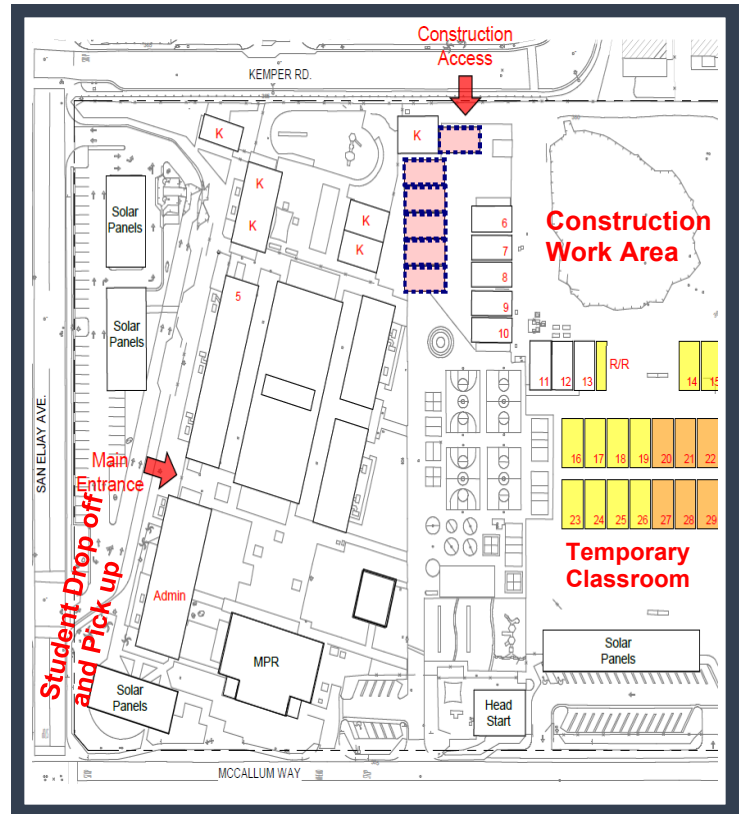 Construction
Access
KEMPER RD.
K
K
K
K
K
K
Solar
Panels
6
7
8
9
10
Construction
Work Area
5
Solar
Panels
11
12
13
R/R
14
15
SAN ELJAY AVE.
Main
Entrance
16
17
18
19
20
21
22
23
24
25
26
27
28
29
Student Drop off
and Pick up
Temporary
Classroom
Admin
MPR
Solar
Panels
Solar
Panels
Head
Start
MCCALLUM WAY